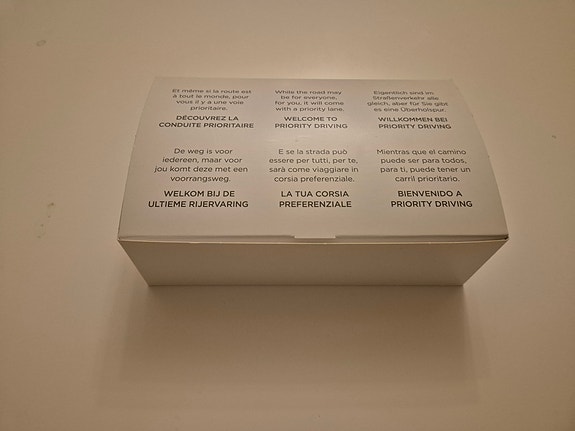 Et même si la route est
à tout le monde, pour
vous il y a une voie
prioritaire.
DÉCOUVREZ LA
CONDUITE PRIORITAIRE
While the road may
be for everyone,
for you, it will come
with a priority lane.
WELCOME TO
PRIORITY DRIVING
Eigentlich sind im
Straßenverkehr alle
gleich, aber für Sie gibt
es eine Überholspur.
WILLKOMMEN BEI
PRIORITY DRIVING
De weg is voor
iedereen, maar voor
jou komt deze met een
voorrangsweg.
WELKOM BIJ DE
ULTIEME RIJERVARING
E se la strada può
essere per tutti, per te,
sarà come viaggiare in
corsia preferenziale.
LA TUA CORSIA
PREFERENZIALE
Mientras que el camino
puede ser para todos,
para ti, puede tener un
carril prioritario.
BIENVENIDO A
PRIORITY DRIVING